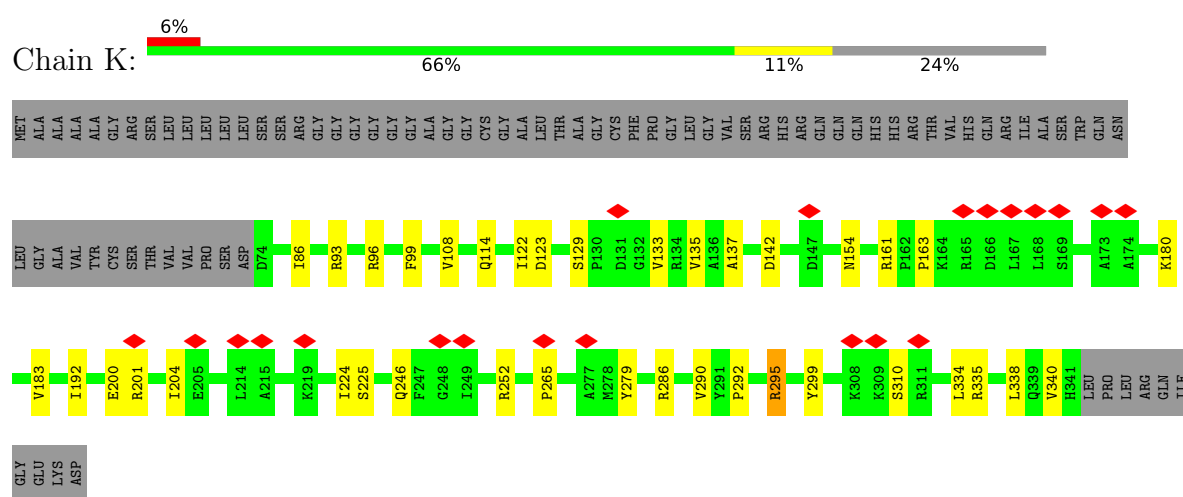 6%
Chain K:
66% 11% 24%
MET ALA ALA ALA ALA GLY ARG SER LEU LEU LEU LEU LEU LEU SER SER ARG GLY GLY GLY GLY GLY GLY ALA GLY GLY CYS GLY ALA LEU THR ALA GLY CYS PHE PRO GLY LEU GLY VAL SER ARG HIS ARG GLN GLN GLN HIS HIS ARG THR VAL HIS GLN ARG ILE ALA SER TRP GLN ASN
LEU GLY ALA VAL TYR CYS SER THR VAL VAL PRO SER ASP D74 I86 R93 R96 F99 V108 Q114 I122 D123 S129 P130 D131 G132 V133 R134 V135 A136 A137 D142 D147 N154 R161 P162 P163 K164 R165 D166 L167 L168 S169 A173 A174 K180
V183 I192 E200 R201 I204 E205 L214 A215 K219 I224 S225 Q246 F247 G248 I249 R252 P265 A277 M278 Y279 R286 V290 Y291 P292 R295 Y299 K308 K309 S310 R311 L334 R335 L338 Q339 V340 H341 LEU PRO LEU ARG GLN ILE
GLY GLU LYS ASP